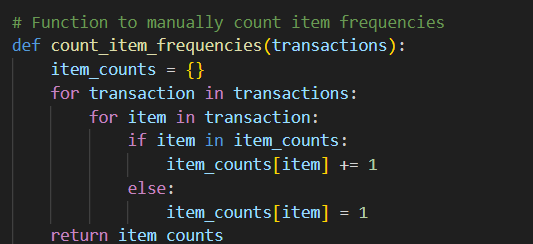 # Function to manually count item frequencies
def count_item_frequencies(transactions):
    item_counts = {}
    for transaction in transactions:
        for item in transaction:
            if item in item_counts:
                item_counts[item] += 1
            else:
                item_counts[item] = 1
    return item_counts